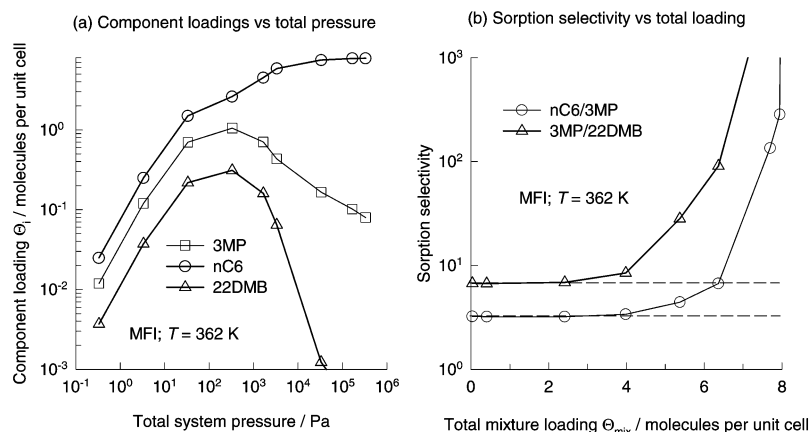 (a) Component loadings vs total pressure
Component loading Θi / molecules per unit cell
10^0
10^-1
10^-2
10^-3
3MP
nC6
22DMB
MFI; T = 362 K
10^-1 10^0 10^1 10^2 10^3 10^4 10^5 10^6
Total system pressure / Pa
(b) Sorption selectivity vs total loading
Sorption selectivity
10^3
10^2
10^1
10^0
nC6/3MP
3MP/22DMB
MFI; T = 362 K
0 2 4 6 8
Total mixture loading Θmix / molecules per unit cell